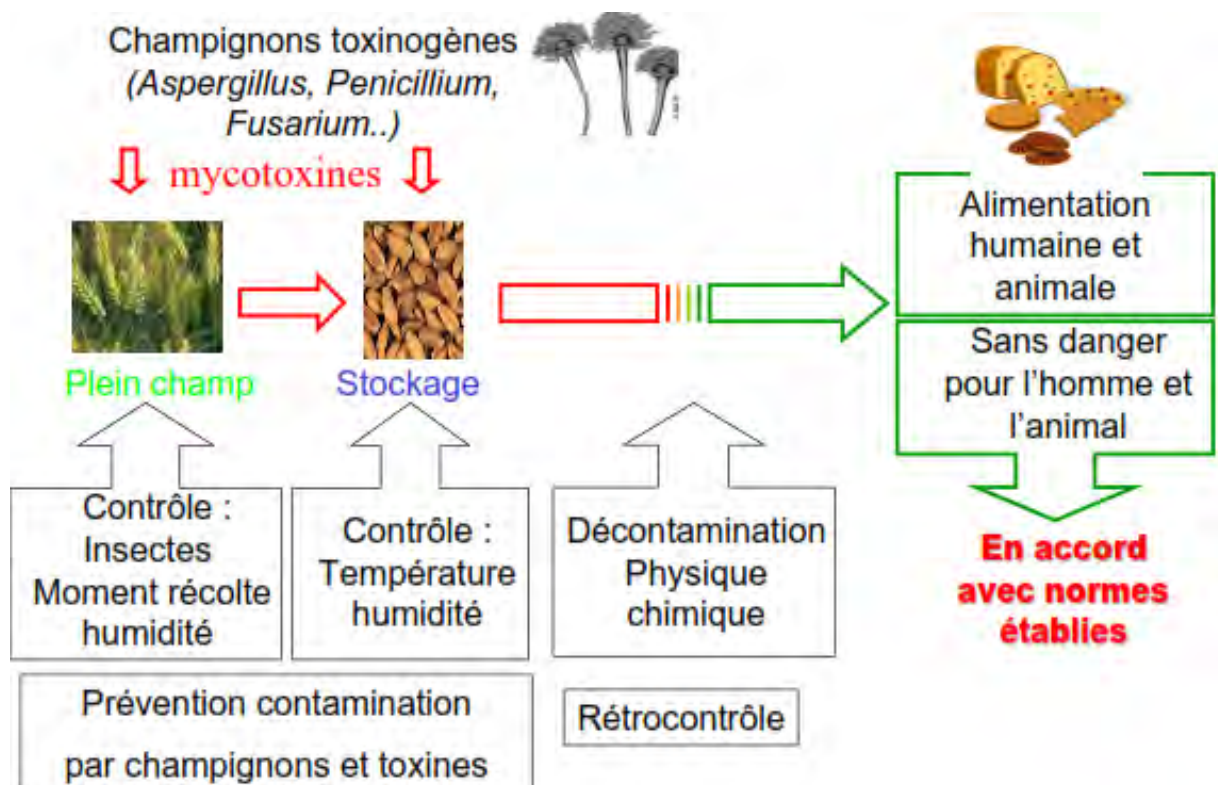 Champignons toxinogènes
(Aspergillus, Penicillium,
Fusarium..)
mycotoxines
Plein champ
Stockage
Alimentation
humaine et
animale
Sans danger
pour l'homme et
l'animal
En accord
avec normes
établies
Contrôle :
Insectes
Moment récolte
humidité
Contrôle :
Température
humidité
Décontamination
Physique
chimique
Prévention contamination
par champignons et toxines
Rétrocontrôle